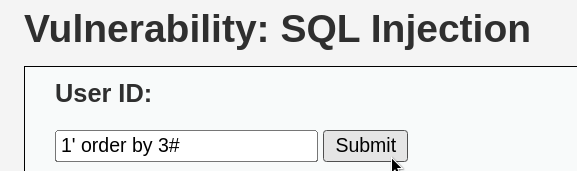 Vulnerability: SQL Injection
User ID:
1' order by 3# Submit